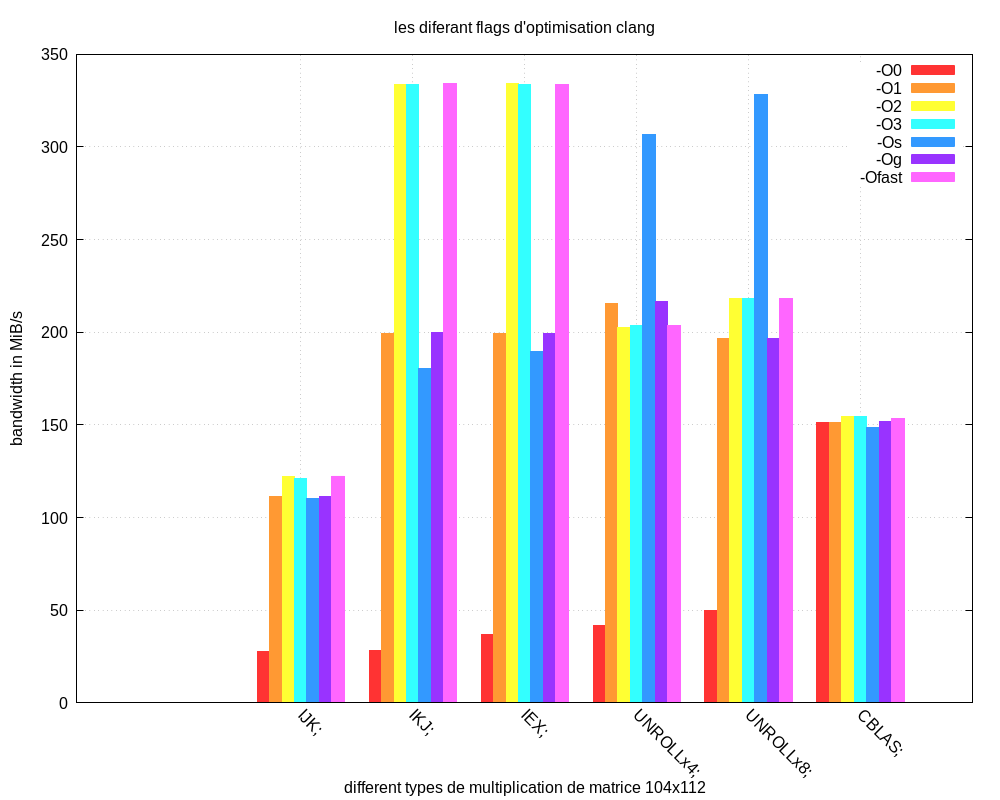 les diferant flags d'optimisation clang
350
300
250
200
150
100
50
0
bandwidth in MiB/s
-O0
-O1
-O2
-O3
-Os
-Og
-Ofast
IJK;
IKJ;
IEX;
UNROLLx4;
UNROLLx8;
CBLAS;
different types de multiplication de matrice 104x112